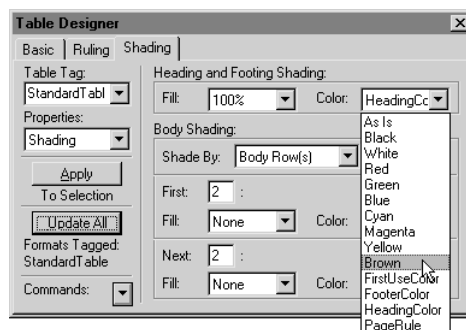 Table Designer
Basic Ruling Shading
Table Tag:
StandardTabl
Properties:
Shading
Apply
To Selection
Update All
Formats Tagged:
StandardTable
Commands:
Heading and Footing Shading:
Fill: 100% Color: HeadingCc
Body Shading:
Shade By: Body Row(s)
First: 2 :
Fill: None Color:
Next: 2 :
Fill: None Color:
As Is
Black
White
Red
Green
Blue
Cyan
Magenta
Yellow
Brown
FirstUseColor
FooterColor
HeadingColor
PageRule